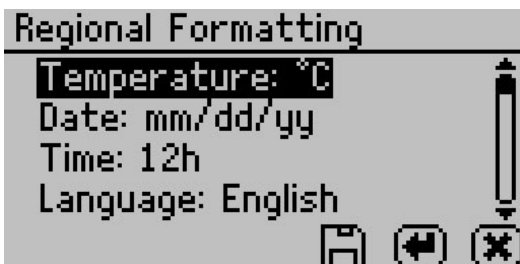 Regional Formatting
Temperature: °C
Date: mm/dd/yy
Time: 12h
Language: English